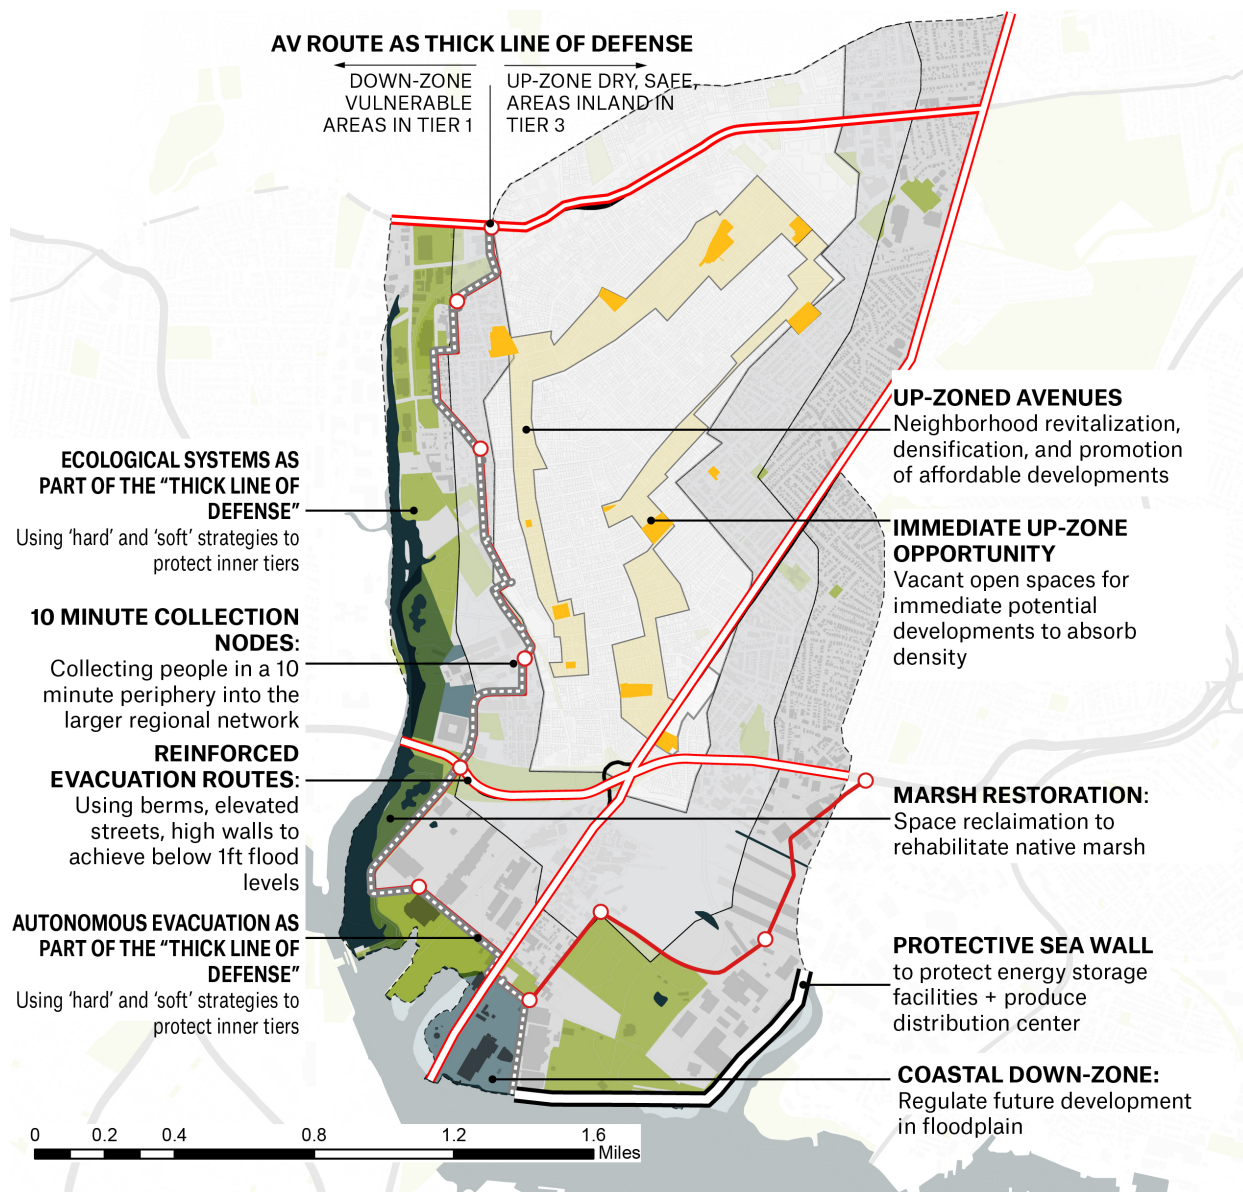 AV ROUTE AS THICK LINE OF DEFENSE
DOWN-ZONE
VULNERABLE
AREAS IN TIER 1
UP-ZONE DRY, SAFE,
AREAS INLAND IN
TIER 3
ECOLOGICAL SYSTEMS AS
PART OF THE “THICK LINE OF
DEFENSE”
Using ‘hard’ and ‘soft’ strategies to
protect inner tiers
10 MINUTE COLLECTION
NODES:
Collecting people in a 10
minute periphery into the
larger regional network
REINFORCED
EVACUATION ROUTES:
Using berms, elevated
streets, high walls to
achieve below 1ft flood
levels
AUTONOMOUS EVACUATION AS
PART OF THE “THICK LINE OF
DEFENSE”
Using ‘hard’ and ‘soft’ strategies to
protect inner tiers
UP-ZONED AVENUES
Neighborhood revitalization,
densification, and promotion
of affordable developments
IMMEDIATE UP-ZONE
OPPORTUNITY
Vacant open spaces for
immediate potential
developments to absorb
density
MARSH RESTORATION:
Space reclaimation to
rehabilitate native marsh
PROTECTIVE SEA WALL
to protect energy storage
facilities + produce
distribution center
COASTAL DOWN-ZONE:
Regulate future development
in floodplain
0 0.2 0.4 0.8 1.2 1.6
Miles